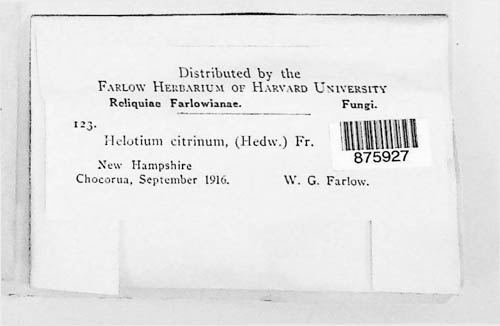 Distributed by the
FARLOW HERBARIUM OF HARVARD UNIVERSITY
Reliquiae Farlowianae. Fungi.
123.
Helotium citrinum, (Hedw.) Fr.
875927
New Hampshire
Chocorua, September 1916. W. G. Farlow.